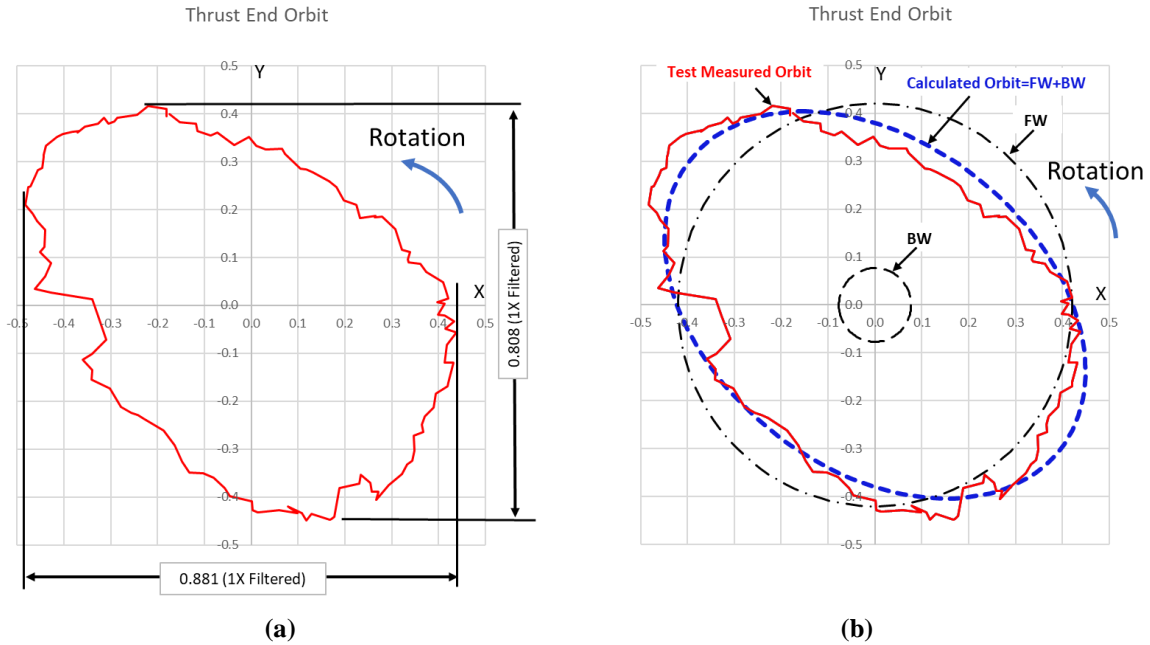 Thrust End Orbit
Y
0.5
0.4
0.3
0.2
0.1
0.0
-0.1
-0.2
-0.3
-0.4
-0.5
-0.5
-0.4
-0.3
-0.2
-0.1
0.0
0.1
0.2
0.3
0.4
0.5
X
Rotation
0.808 (1X Filtered)
0.881 (1X Filtered)
(a)
Thrust End Orbit
Test Measured Orbit
Y
Calculated Orbit=FW+BW
FW
Rotation
BW
X
0.5
0.4
0.3
0.2
0.1
0.0
-0.1
-0.2
-0.3
-0.4
-0.5
-0.5
-0.4
-0.3
-0.2
-0.1
0.0
0.1
0.2
0.3
0.4
0.5
(b)